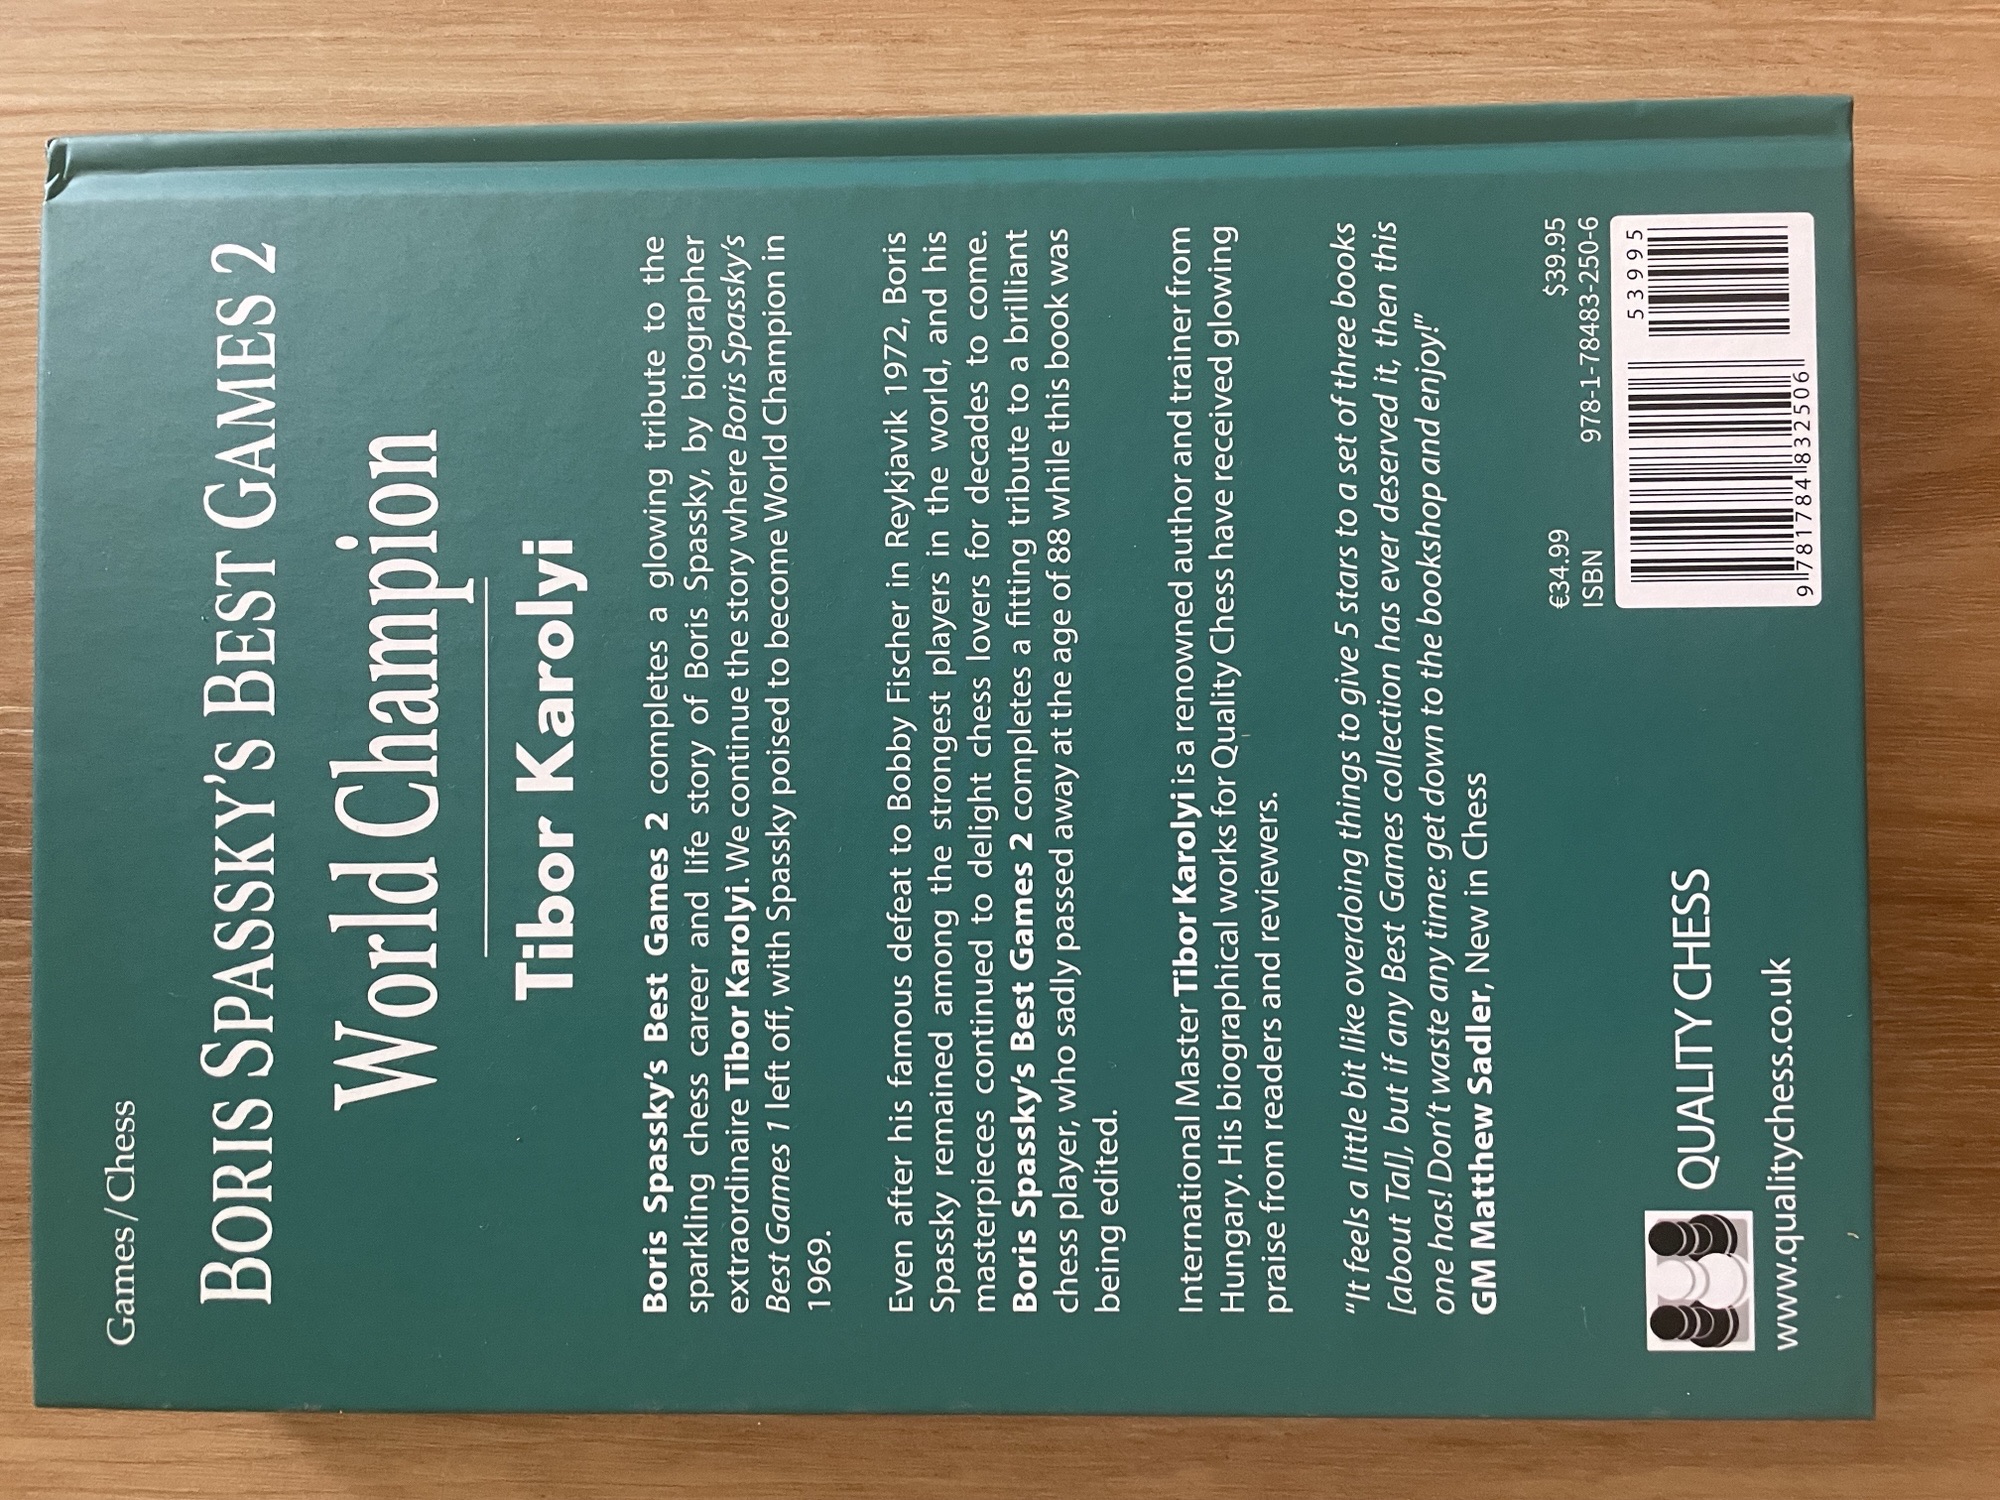 Games / Chess
BORIS SPASSKY'S BEST GAMES 2
World Champion
Tibor Karolyi
Boris Spassky's Best Games 2 completes a glowing tribute to the
sparkling chess career and life story of Boris Spassky, by biographer
extraordinaire Tibor Karolyi. We continue the story where Boris Spassky's
Best Games 1 left off, with Spassky poised to become World Champion in
1969.
Even after his famous defeat to Bobby Fischer in Reykjavik 1972, Boris
Spassky remained among the strongest players in the world, and his
masterpieces continued to delight chess lovers for decades to come.
Boris Spassky's Best Games 2 completes a fitting tribute to a brilliant
chess player, who sadly passed away at the age of 88 while this book was
being edited.
International Master Tibor Karolyi is a renowned author and trainer from
Hungary. His biographical works for Quality Chess have received glowing
praise from readers and reviewers.
"It feels a little bit like overdoing things to give 5 stars to a set of three books
[about Tal], but if any Best Games collection has ever deserved it, then this
one has! Don't waste any time: get down to the bookshop and enjoy!"
GM Matthew Sadler, New in Chess
€34.99 $39.95
ISBN 978-1-78483-250-6
53995
9 781784 832506
QUALITY CHESS
www.qualitychess.co.uk